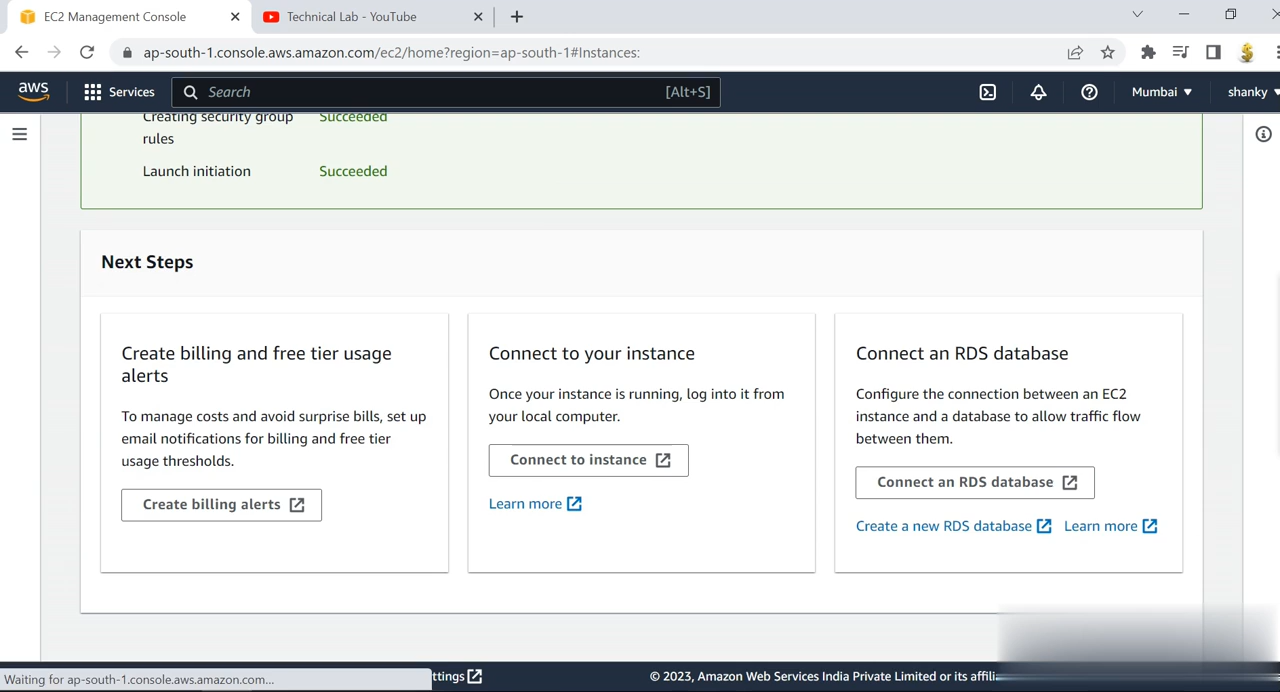 EC2 Management Console
Technical Lab - YouTube
ap-south-1.console.aws.amazon.com/ec2/home?region=ap-south-1#Instances:
aws
Services
Search
[Alt+S]
Mumbai
shanky
Creating security group Succeeded
rules
Launch initiation Succeeded
Next Steps
Create billing and free tier usage
alerts
To manage costs and avoid surprise bills, set up
email notifications for billing and free tier
usage thresholds.
Create billing alerts
Connect to your instance
Once your instance is running, log into it from
your local computer.
Connect to instance
Learn more
Connect an RDS database
Configure the connection between an EC2
instance and a database to allow traffic flow
between them.
Connect an RDS database
Create a new RDS database Learn more
Waiting for ap-south-1.console.aws.amazon.com...
ttings
© 2023, Amazon Web Services India Private Limited or its affili